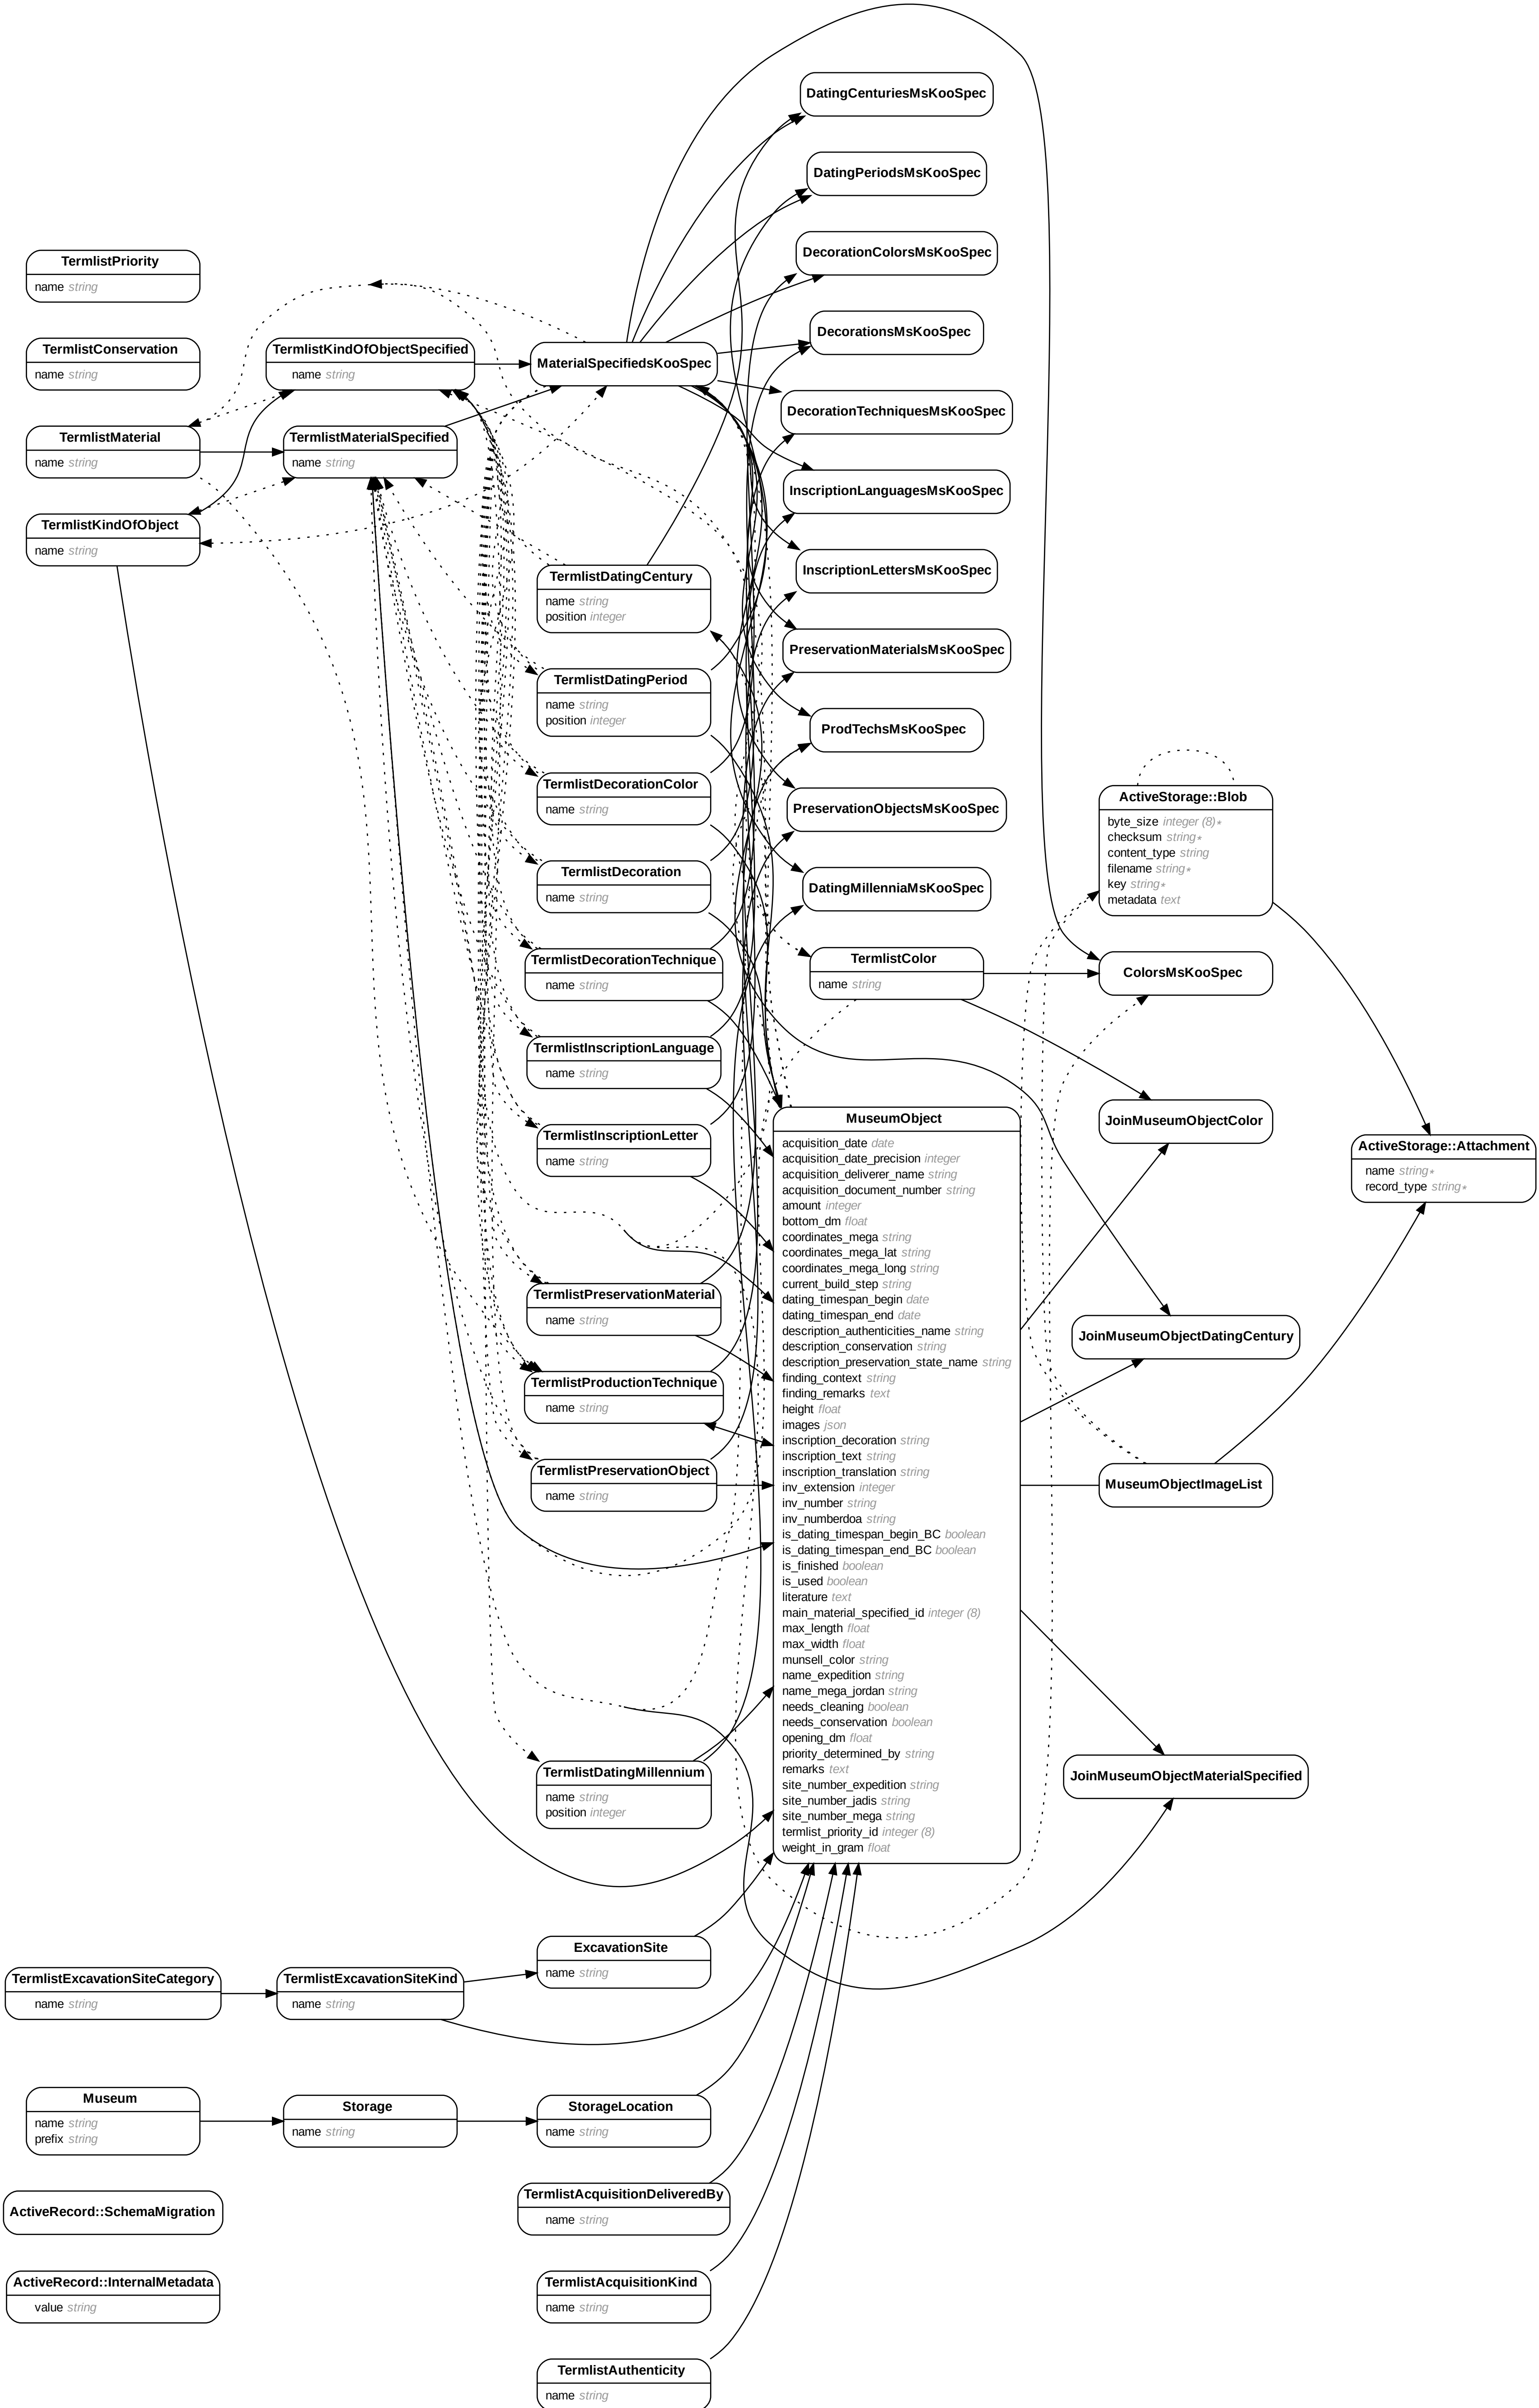 DatingCenturiesMsKooSpec
DatingPeriodsMsKooSpec
DecorationColorsMsKooSpec
TermlistPriority
name string
DecorationsMsKooSpec
TermlistConservation
name string
TermlistKindOfObjectSpecified
name string
MaterialSpecifiedsKooSpec
DecorationTechniquesMsKooSpec
TermlistMaterial
name string
TermlistMaterialSpecified
name string
InscriptionLanguagesMsKooSpec
TermlistKindOfObject
name string
InscriptionLettersMsKooSpec
TermlistDatingCentury
name string
position integer
PreservationMaterialsMsKooSpec
TermlistDatingPeriod
name string
position integer
ProdTechsMsKooSpec
TermlistDecorationColor
name string
PreservationObjectsMsKooSpec
ActiveStorage::Blob
byte_size integer (8)∗
checksum string∗
content_type string
filename string∗
key string∗
metadata text
TermlistDecoration
name string
DatingMillenniaMsKooSpec
TermlistDecorationTechnique
name string
TermlistColor
name string
ColorsMsKooSpec
TermlistInscriptionLanguage
name string
TermlistInscriptionLetter
name string
JoinMuseumObjectColor
ActiveStorage::Attachment
name string∗
record_type string∗
MuseumObject
acquisition_date date
acquisition_date_precision integer
acquisition_deliverer_name string
acquisition_document_number string
amount integer
bottom_dm float
coordinates_mega string
coordinates_mega_lat string
coordinates_mega_long string
current_build_step string
dating_timespan_begin date
dating_timespan_end date
description_authenticities_name string
description_conservation string
description_preservation_state_name string
finding_context string
finding_remarks text
height float
images json
inscription_decoration string
inscription_text string
inscription_translation string
inv_extension integer
inv_number string
inv_numberdoa string
is_dating_timespan_begin_BC boolean
is_dating_timespan_end_BC boolean
is_finished boolean
is_used boolean
literature text
main_material_specified_id integer (8)
max_length float
max_width float
munsell_color string
name_expedition string
name_mega_jordan string
needs_cleaning boolean
needs_conservation boolean
opening_dm float
priority_determined_by string
remarks text
site_number_expedition string
site_number_jadis string
site_number_mega string
termlist_priority_id integer (8)
weight_in_gram float
TermlistPreservationMaterial
name string
JoinMuseumObjectDatingCentury
TermlistProductionTechnique
name string
TermlistPreservationObject
name string
MuseumObjectImageList
TermlistDatingMillennium
name string
position integer
JoinMuseumObjectMaterialSpecified
ExcavationSite
name string
TermlistExcavationSiteCategory
name string
TermlistExcavationSiteKind
name string
Museum
name string
prefix string
Storage
name string
StorageLocation
name string
ActiveRecord::SchemaMigration
TermlistAcquisitionDeliveredBy
name string
ActiveRecord::InternalMetadata
value string
TermlistAcquisitionKind
name string
TermlistAuthenticity
name string